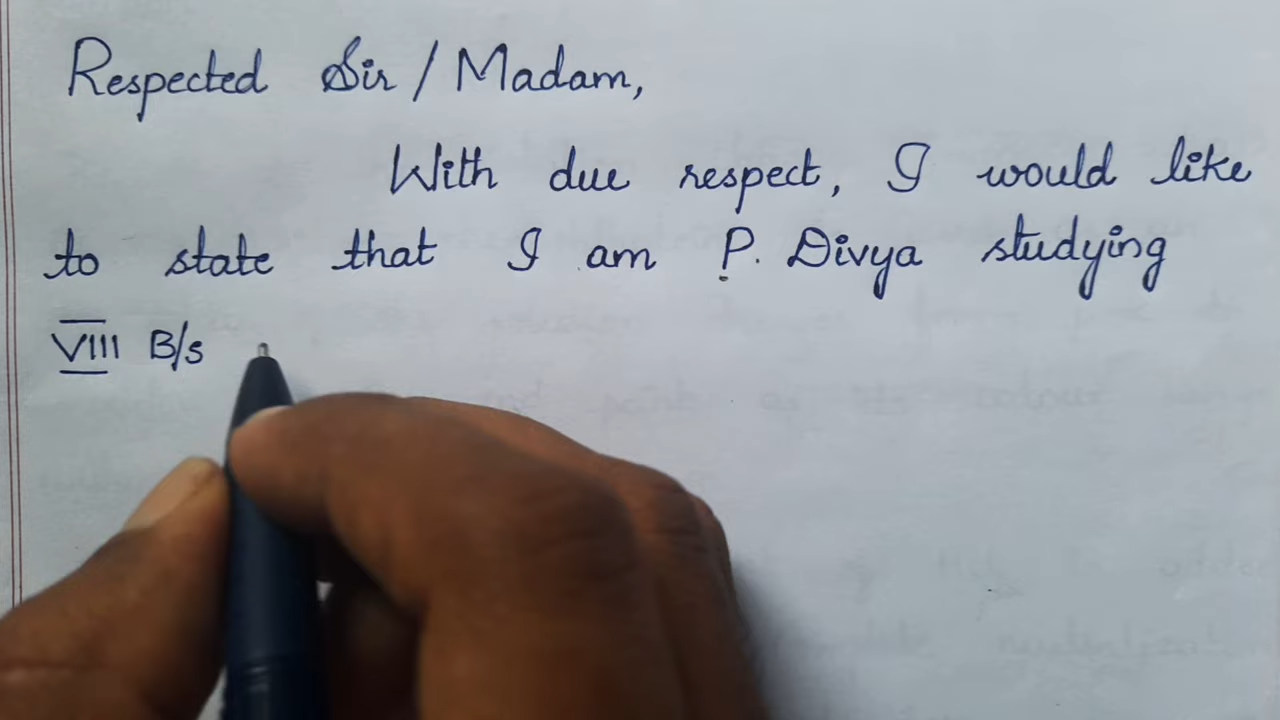 Respected Sir / Madam,
With due respect, I would like
to state that I am P. Divya studying
VIII B/s